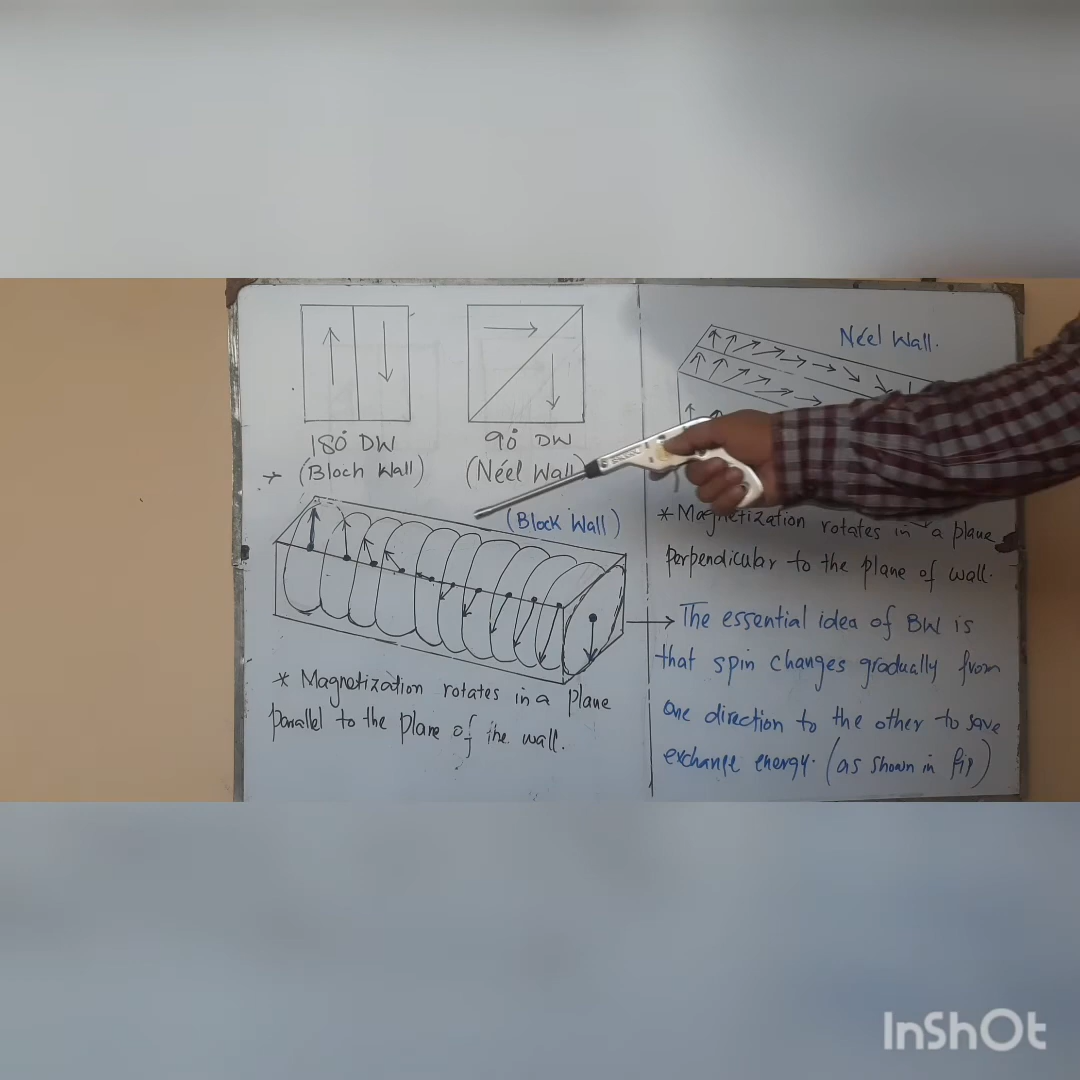 180° DW
(Bloch Wall)
90° DW
(Néel Wall)
(Block Wall)
* Magnetization rotates in a plane
parallel to the plane of the wall.
Néel Wall.
* Magnetization rotates in a plane
perpendicular to the plane of wall.
→ The essential idea of BW is
that spin changes gradually from
one direction to the other to save
exchange energy. (as shown in fig)
InShOt